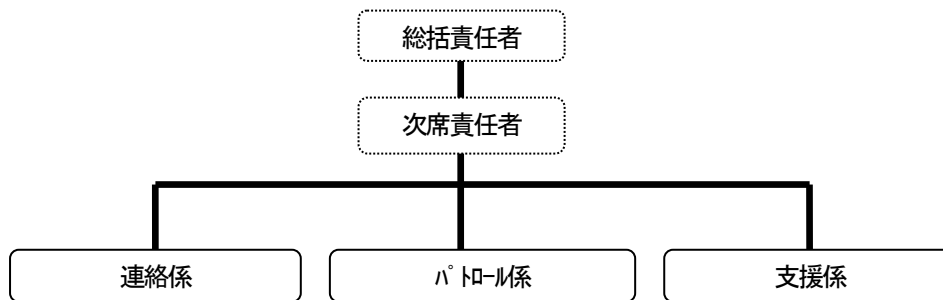 総括責任者
次席責任者
連絡係
ﾊﾟﾄﾛｰﾙ係
支援係